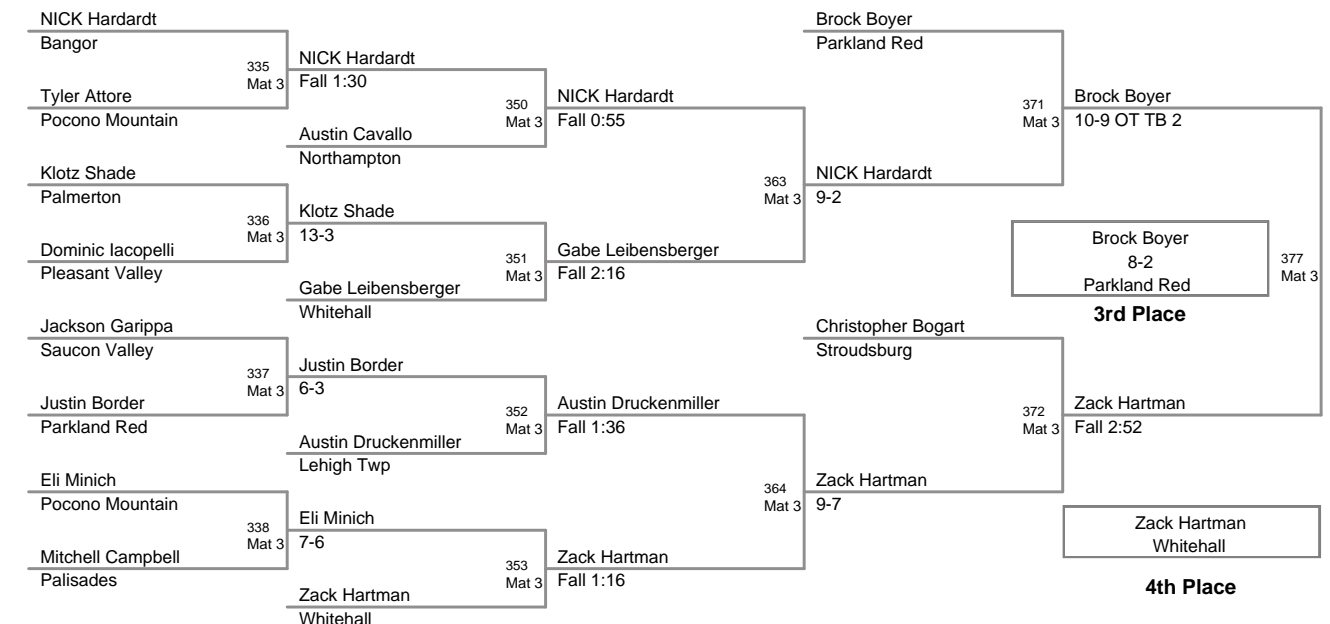 NICK Hardardt
Bangor
335
Mat 3
Tyler Attore
Pocono Mountain
Klotz Shade
Palmerton
336
Mat 3
Dominic Iacopelli
Pleasant Valley
Jackson Garippa
Saucon Valley
337
Mat 3
Justin Border
Parkland Red
Eli Minich
Pocono Mountain
338
Mat 3
Mitchell Campbell
Palisades
NICK Hardardt
Fall 1:30
350
Mat 3
Austin Cavallo
Northampton
Klotz Shade
13-3
351
Mat 3
Gabe Leibensberger
Whitehall
Justin Border
6-3
352
Mat 3
Austin Druckenmiller
Lehigh Twp
Eli Minich
7-6
353
Mat 3
Zack Hartman
Whitehall
NICK Hardardt
Fall 0:55
363
Mat 3
Gabe Leibensberger
Fall 2:16
Austin Druckenmiller
Fall 1:36
364
Mat 3
Zack Hartman
Fall 1:16
Brock Boyer
Parkland Red
371
Mat 3
NICK Hardardt
9-2
Christopher Bogart
Stroudsburg
372
Mat 3
Zack Hartman
9-7
Brock Boyer
10-9 OT TB 2
377
Mat 3
Zack Hartman
Fall 2:52
Brock Boyer
8-2
Parkland Red
3rd Place
Zack Hartman
Whitehall
4th Place